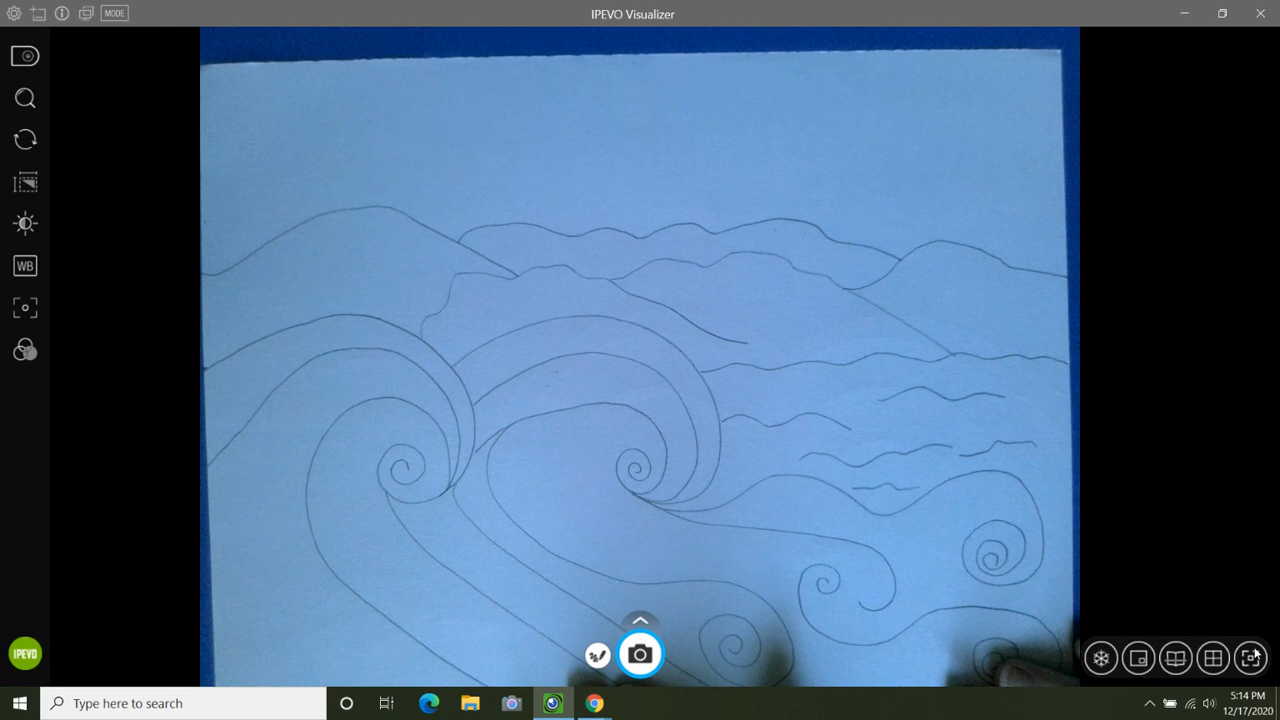 MODE
IPEVO Visualizer
WB
IPEVO
Type here to search
5:14 PM
12/17/2020